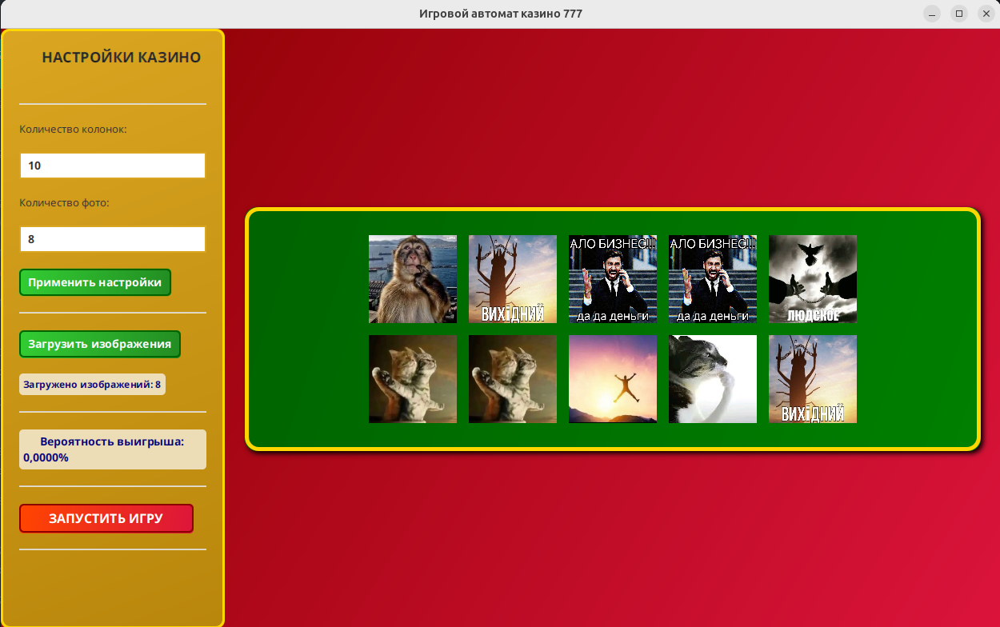 Игровой автомат казино 777
НАСТРОЙКИ КАЗИНО
Количество колонок:
10
Количество фото:
8
Применить настройки
Загрузить изображения
Загружено изображений: 8
Вероятность выигрыша:
0,0000%
ЗАПУСТИТЬ ИГРУ
ВИХіДНИЙ
АЛО БИЗНЕС!!!
да да деньги
АЛО БИЗНЕС!!!
да да деньги
ЛЮДСКОЕ
ВИХіДНИЙ